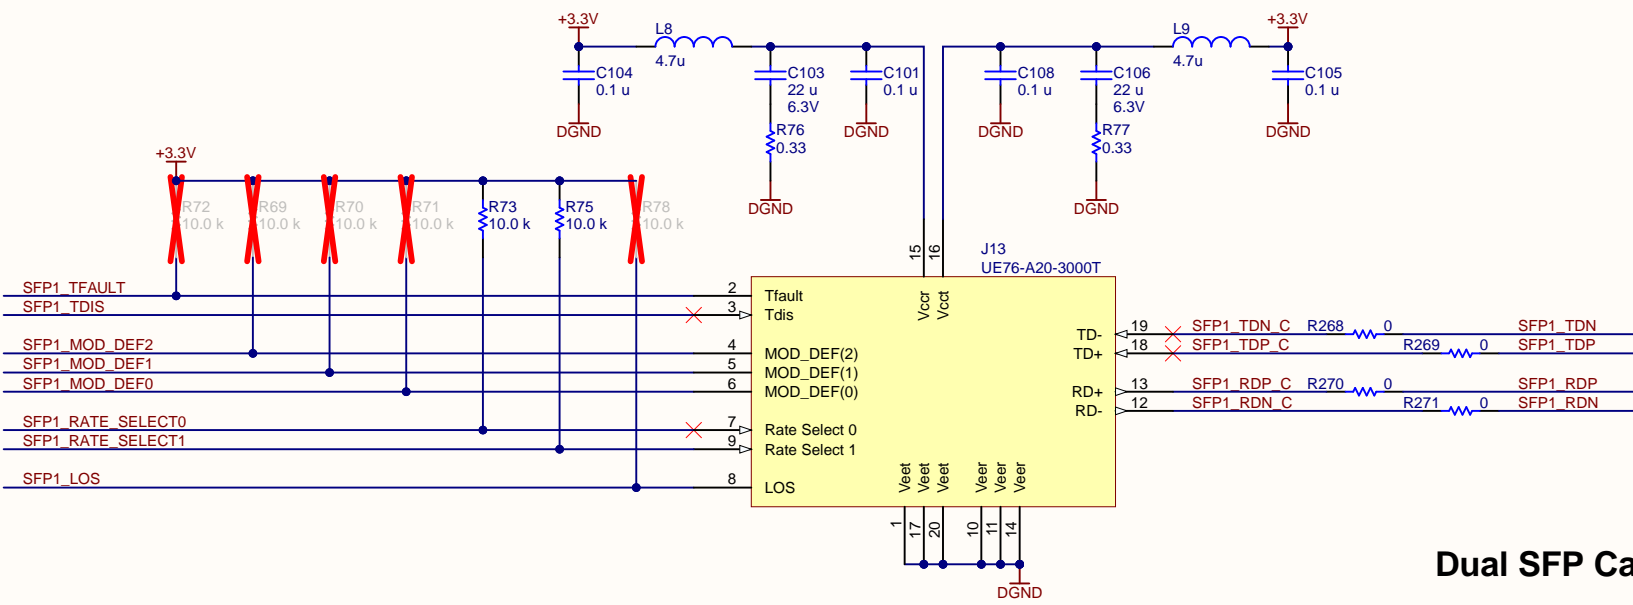 +3.3V
+3.3V
L8
L9
4.7u
4.7u
C104
0.1 u
C103
22 u
6.3V
C101
0.1 u
C108
0.1 u
C106
22 u
6.3V
C105
0.1 u
DGND
R76
0.33
DGND
DGND
R77
0.33
DGND
+3.3V
DGND
DGND
R72
10.0 k
R69
10.0 k
R70
10.0 k
R71
10.0 k
R73
10.0 k
R75
10.0 k
R78
10.0 k
15
16
J13
UE76-A20-3000T
Vccr
Vcct
SFP1_TFAULT
2
Tfault
SFP1_TDIS
3
Tdis
SFP1_MOD_DEF2
4
MOD_DEF(2)
SFP1_MOD_DEF1
5
MOD_DEF(1)
SFP1_MOD_DEF0
6
MOD_DEF(0)
SFP1_RATE_SELECT0
7
Rate Select 0
SFP1_RATE_SELECT1
9
Rate Select 1
SFP1_LOS
8
LOS
TD-
19
SFP1_TDN_C
R268
0
SFP1_TDN
TD+
18
SFP1_TDP_C
R269
0
SFP1_TDP
RD+
13
SFP1_RDP_C
R270
0
SFP1_RDP
RD-
12
SFP1_RDN_C
R271
0
SFP1_RDN
Veet
Veet
Veet
Veer
Veer
Veer
1
17
20
10
11
14
DGND
Dual SFP Ca